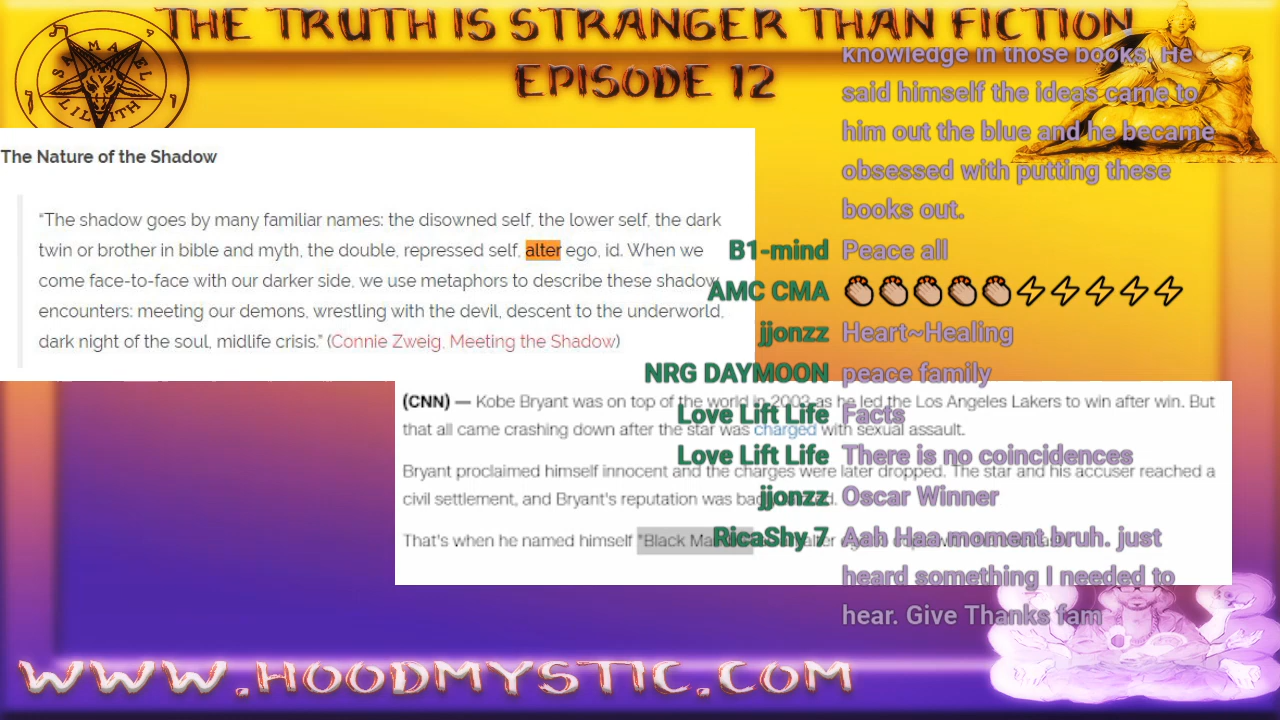 THE TRUTH IS STRANGER THAN FICTION
EPISODE 12
SAMAEL
LILITH
The Nature of the Shadow
“The shadow goes by many familiar names: the disowned self, the lower self, the dark
twin or brother in bible and myth, the double, repressed self, alter ego, id. When we
come face-to-face with our darker side, we use metaphors to describe these shadow
encounters: meeting our demons, wrestling with the devil, descent to the underworld,
dark night of the soul, midlife crisis.” (Connie Zweig, Meeting the Shadow)
knowledge in those books. He
said himself the ideas came to
him out the blue and he became
obsessed with putting these
books out.
B1-mind Peace all
AMC CMA 👏🏼👏🏼👏🏼👏🏼👏🏼⚡⚡⚡⚡⚡
jjonzz Heart~Healing
NRG DAYMOON peace family
Love Lift Life Facts
Love Lift Life There is no coincidences
jjonzz Oscar Winner
RicaShy 7 Aah Haa moment bruh. just
heard something I needed to
hear. Give Thanks fam
(CNN) — Kobe Bryant was on top of the world in 2003 as he led the Los Angeles Lakers to win after win. But
that all came crashing down after the star was charged with sexual assault.
Bryant proclaimed himself innocent and the charges were later dropped. The star and his accuser reached a
civil settlement, and Bryant's reputation was
That's when he named himself "Black
WWW.HOODMYSTIC.COM